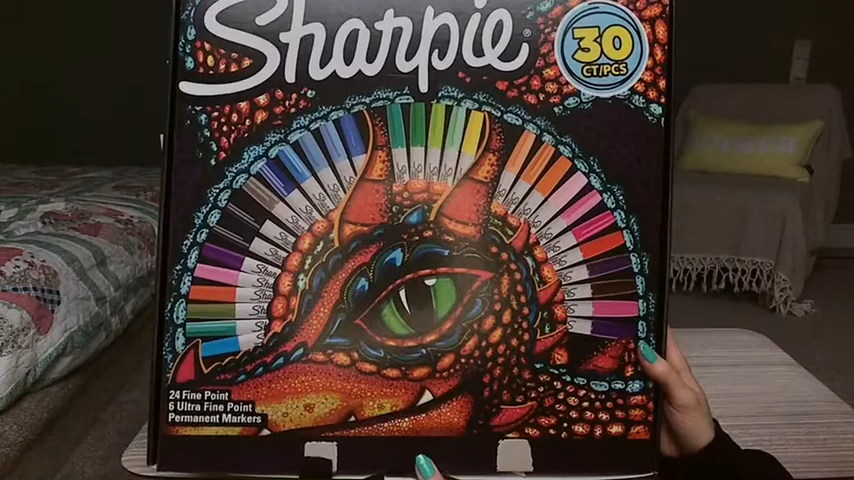 Sharpie®
30
CT/PCS
24 Fine Point
6 Ultra Fine Point
Permanent Markers